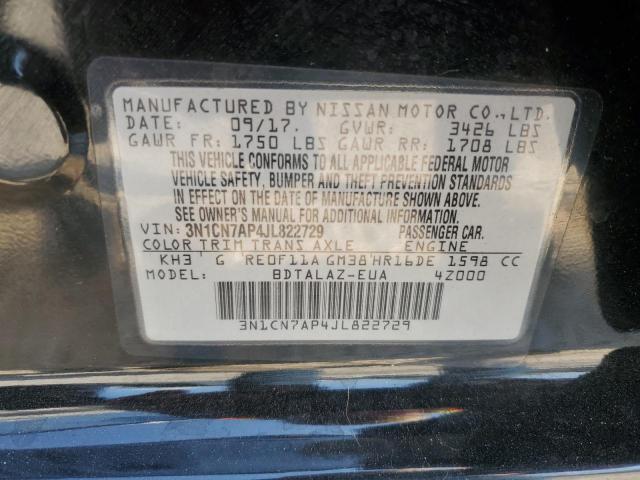 MANUFACTURED BY NISSAN MOTOR CO.,LTD.
DATE: 09/17. GVWR: 3426 LBS
GAWR FR: 1750 LBS GAWR RR: 1708 LBS
THIS VEHICLE CONFORMS TO ALL APPLICABLE FEDERAL MOTOR
VEHICLE SAFETY, BUMPER AND THEFT PREVENTION STANDARDS
IN EFFECT ON THE DATE OF MANUFACTURE SHOWN ABOVE.
SEE OWNER'S MANUAL FOR ADDITIONAL INFORMATION.
VIN: 3N1CN7AP4JL822729 PASSENGER CAR.
COLOR TRIM TRANS AXLE ENGINE
KH3 G RE0F11A GM38 HR16DE 1598 CC
MODEL: BDTALAZ-EUA 4Z000
3N1CN7AP4JL822729